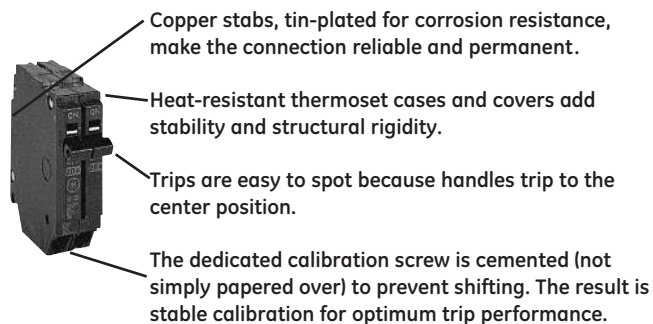 Copper stabs, tin-plated for corrosion resistance,
make the connection reliable and permanent.
Heat-resistant thermoset cases and covers add
stability and structural rigidity.
ON ON
Trips are easy to spot because handles trip to the
center position.
The dedicated calibration screw is cemented (not
simply papered over) to prevent shifting. The result is
stable calibration for optimum trip performance.